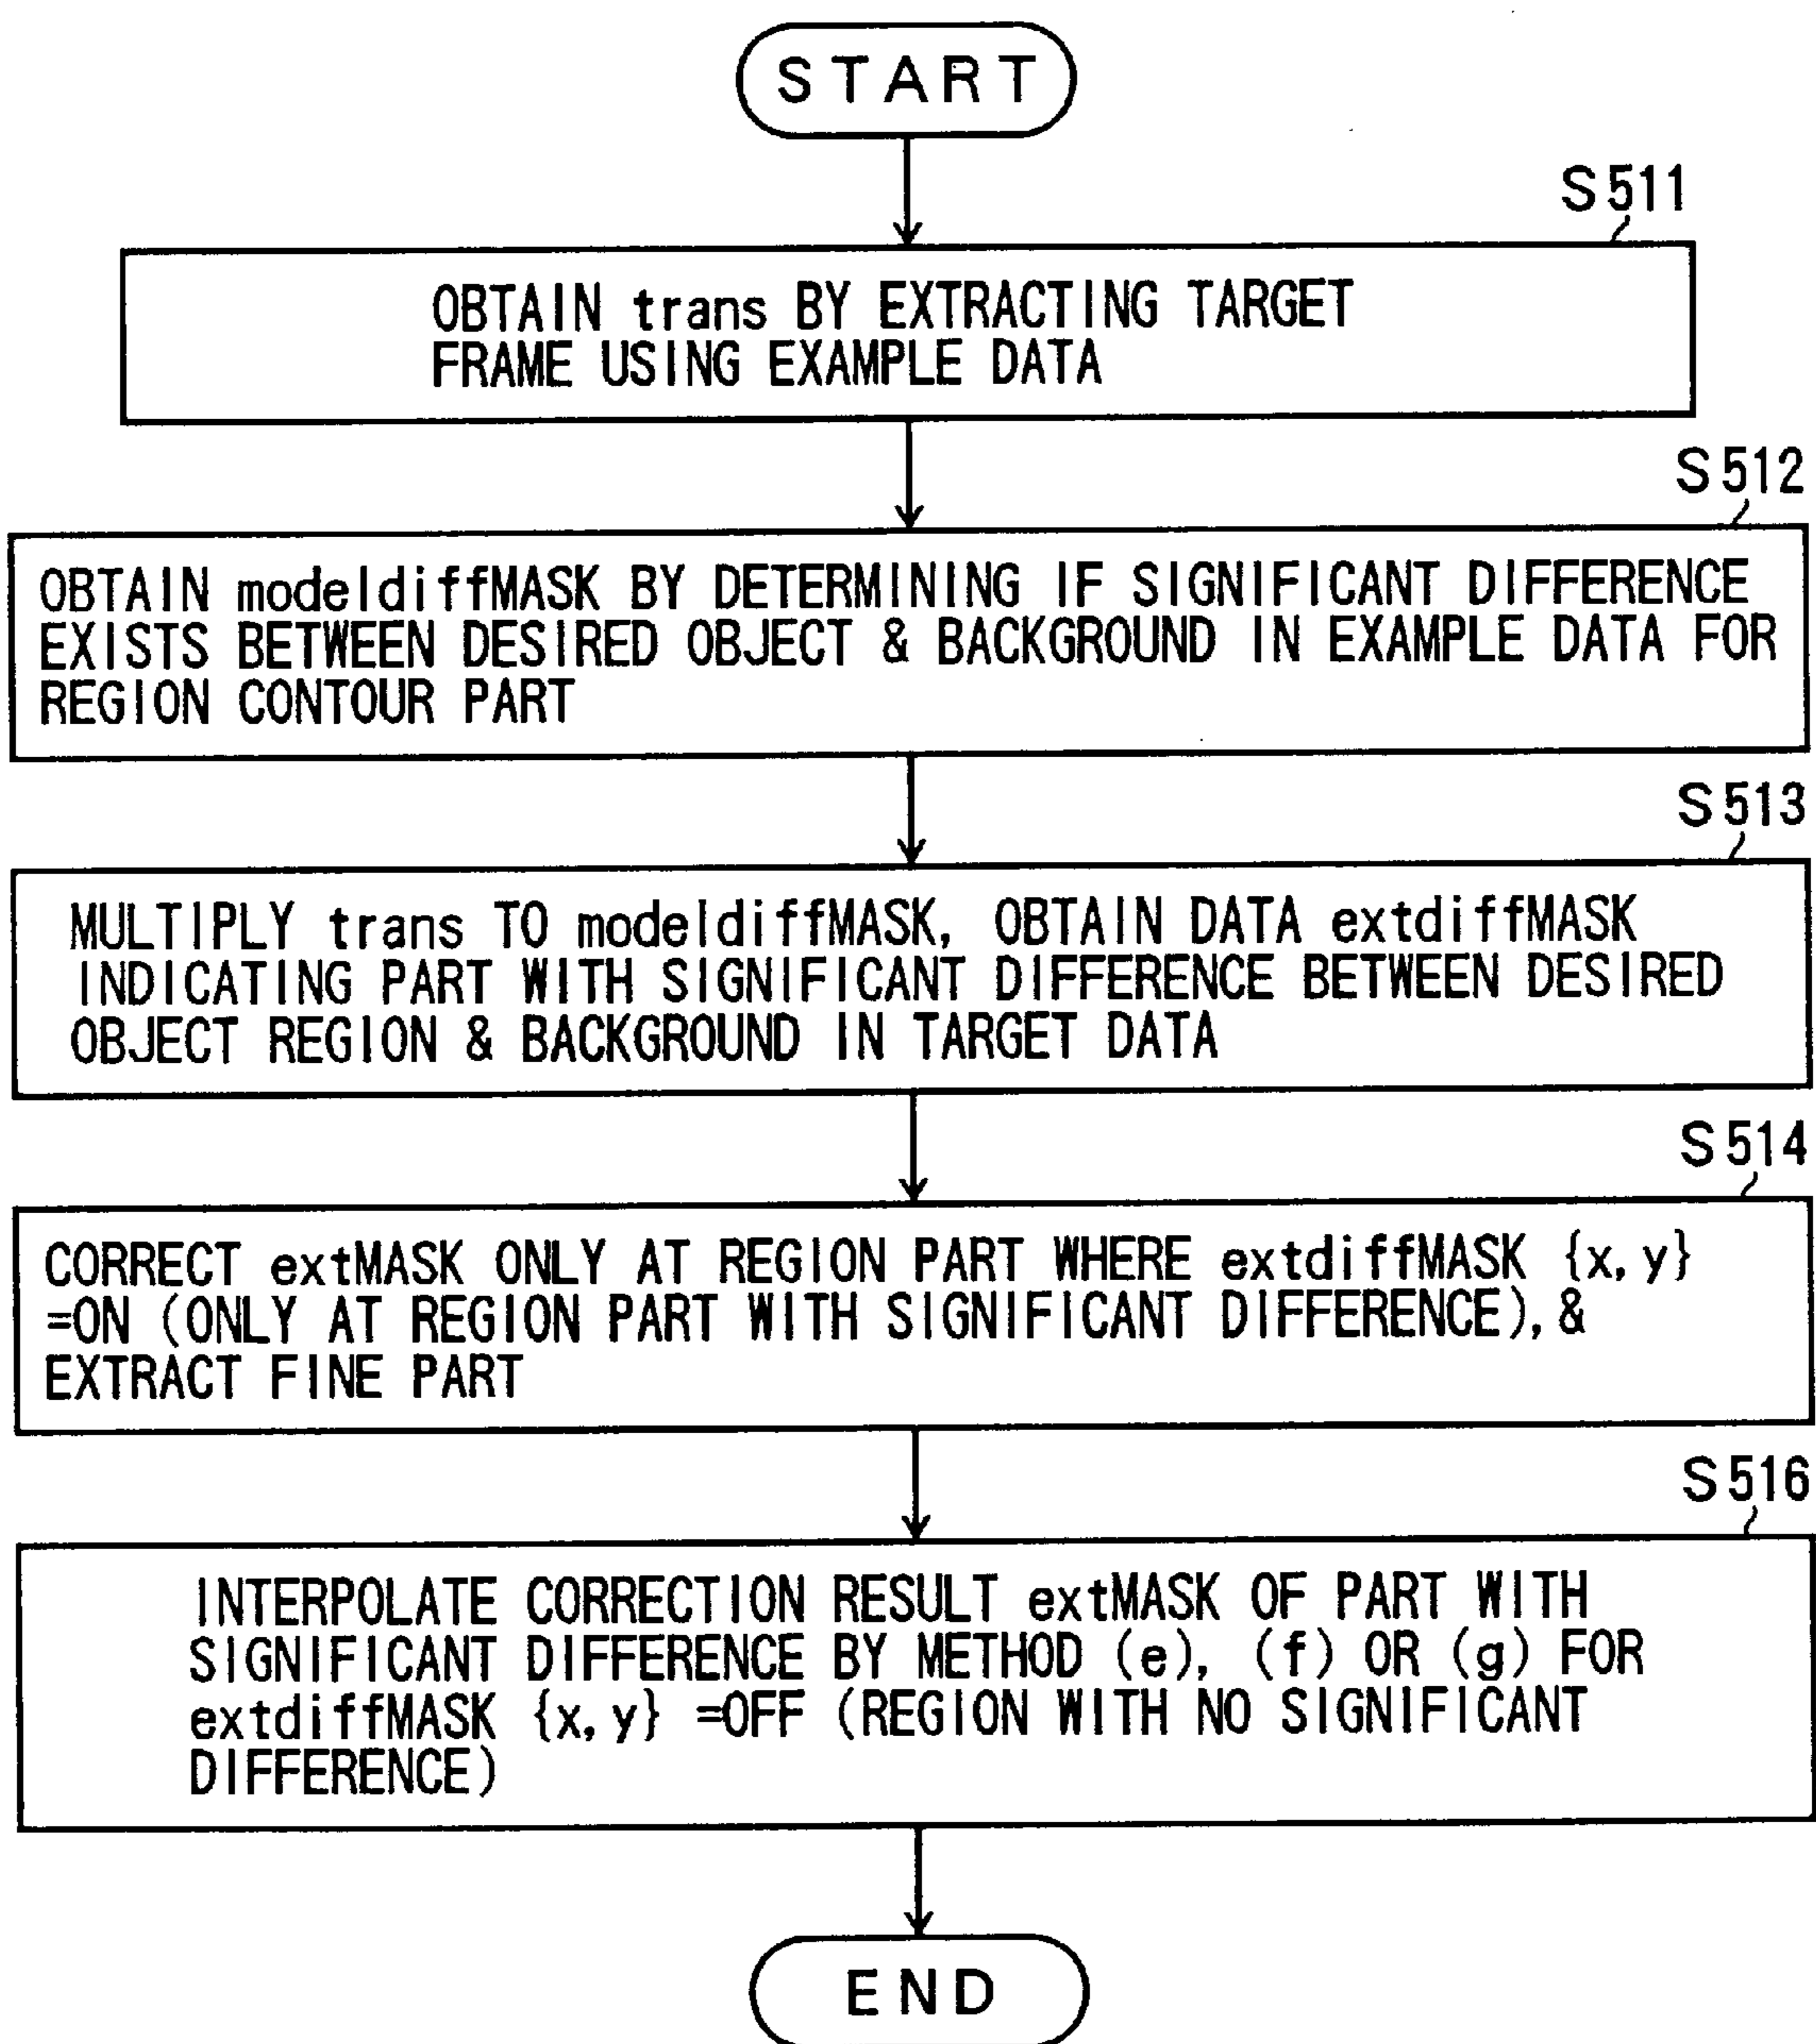 START
S511
OBTAIN trans BY EXTRACTING TARGET
FRAME USING EXAMPLE DATA
S512
OBTAIN modeldiffMASK BY DETERMINING IF SIGNIFICANT DIFFERENCE
EXISTS BETWEEN DESIRED OBJECT & BACKGROUND IN EXAMPLE DATA FOR
REGION CONTOUR PART
S513
MULTIPLY trans TO modeldiffMASK, OBTAIN DATA extdiffMASK
INDICATING PART WITH SIGNIFICANT DIFFERENCE BETWEEN DESIRED
OBJECT REGION & BACKGROUND IN TARGET DATA
S514
CORRECT extMASK ONLY AT REGION PART WHERE extdiffMASK {x, y}
=ON (ONLY AT REGION PART WITH SIGNIFICANT DIFFERENCE), &
EXTRACT FINE PART
S516
INTERPOLATE CORRECTION RESULT extMASK OF PART WITH
SIGNIFICANT DIFFERENCE BY METHOD (e), (f) OR (g) FOR
extdiffMASK {x, y} =OFF (REGION WITH NO SIGNIFICANT
DIFFERENCE)
END